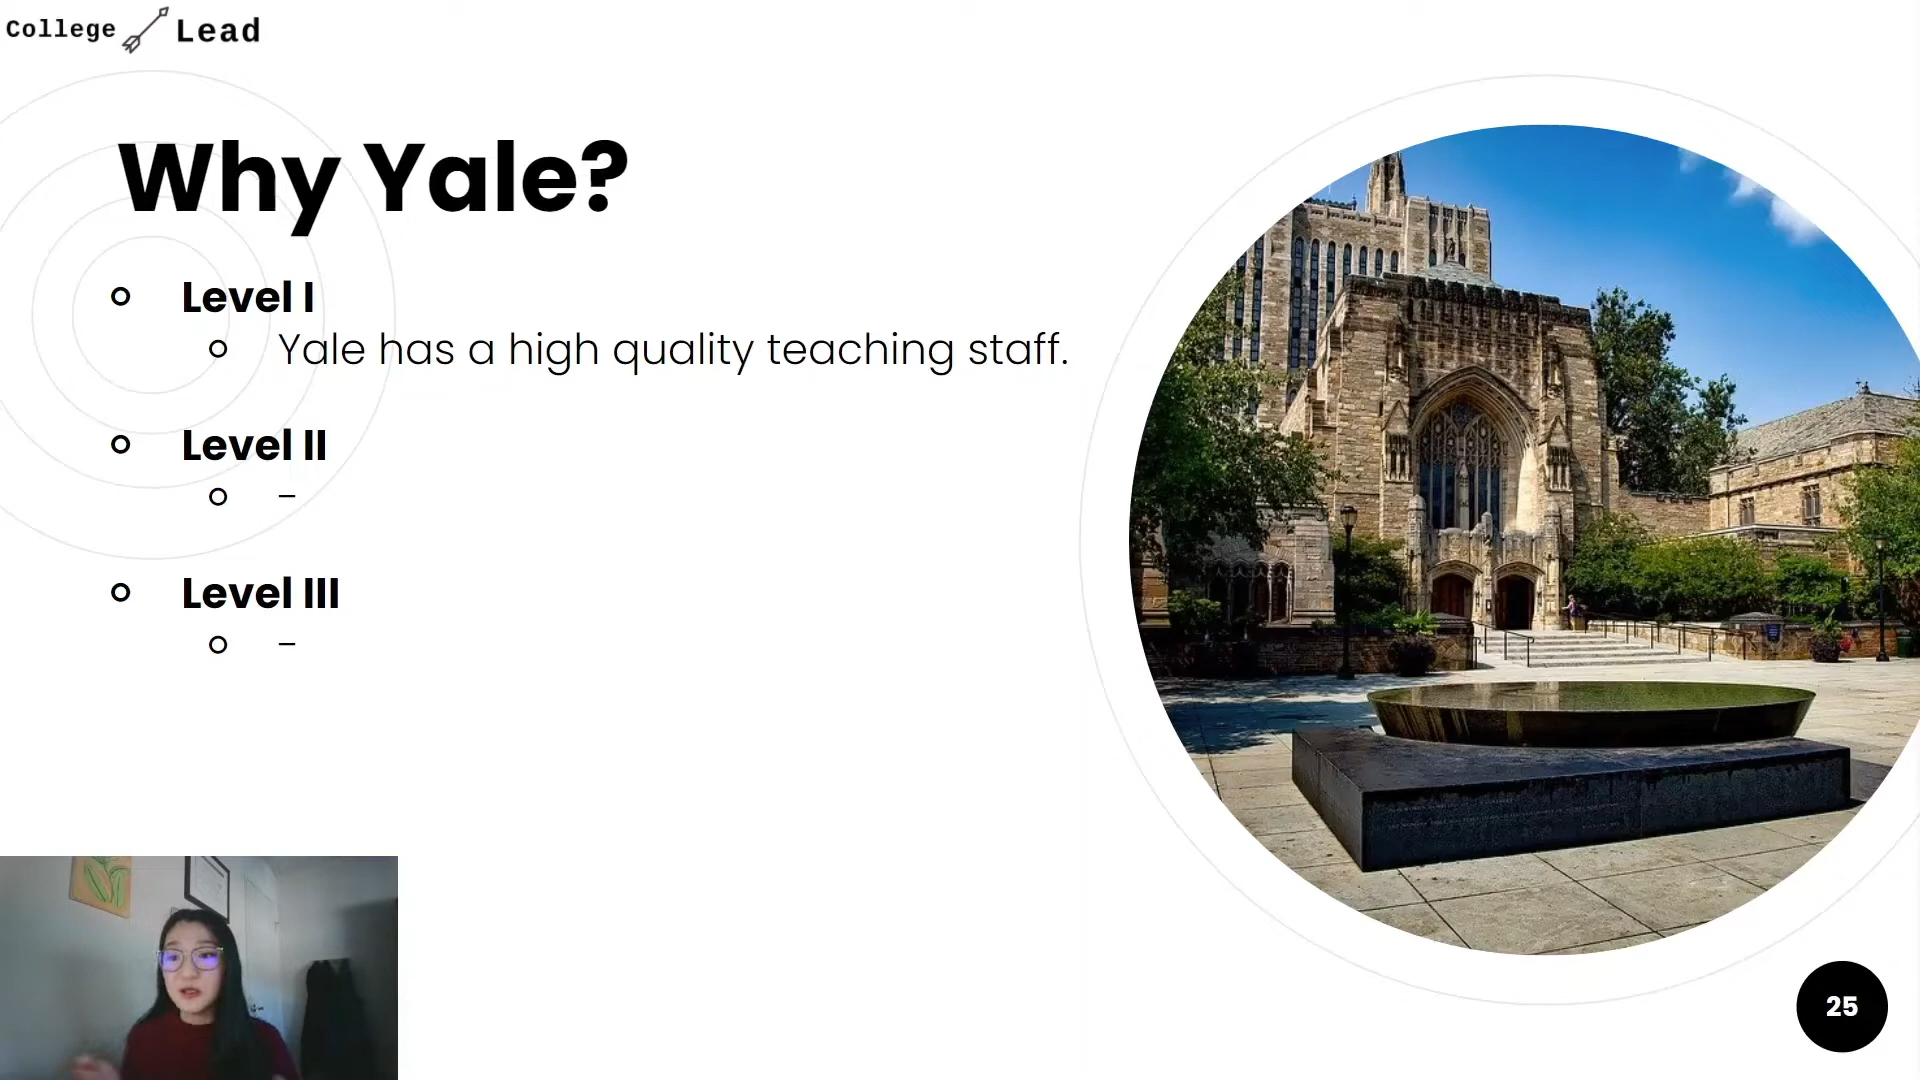 College Lead
Why Yale?
Level I
Yale has a high quality teaching staff.
Level II
–
Level III
–
25